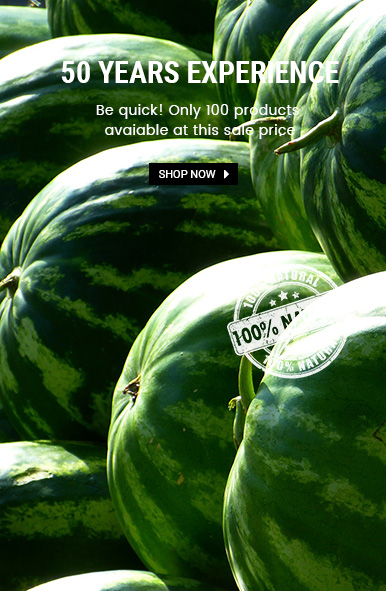 50 YEARS EXPERIENCE
Be quick! Only 100 products
avaiable at this sale price
SHOP NOW
100% NATURAL
100% NA
100% NATURAL